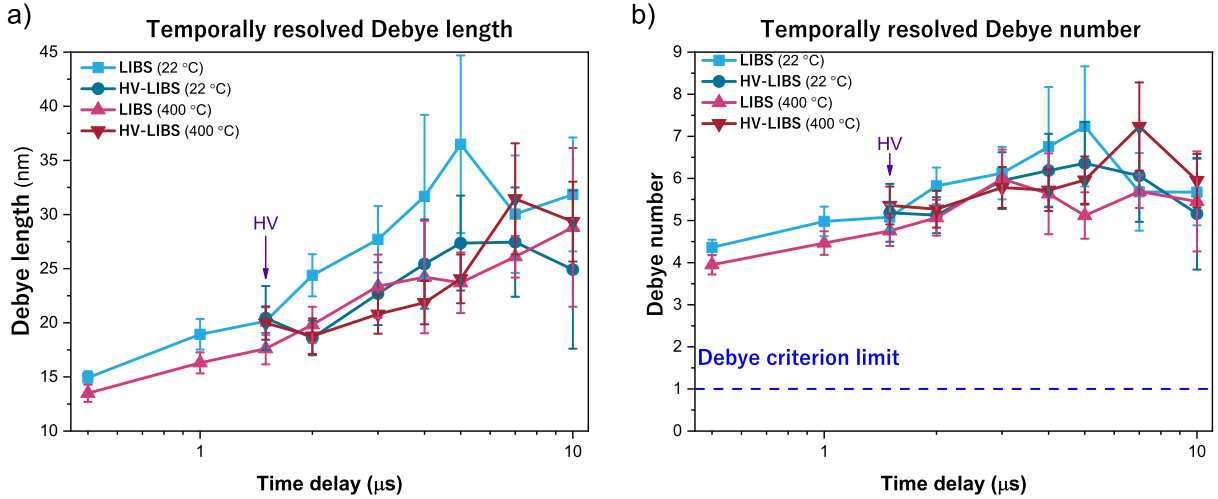 a)
Temporally resolved Debye length
45
40
35
30
25
20
15
10
Debye length (nm)
LIBS (22 °C)
HV-LIBS (22 °C)
LIBS (400 °C)
HV-LIBS (400 °C)
HV
1
10
Time delay (μs)
b)
Temporally resolved Debye number
9
8
7
6
5
4
3
2
1
0
Debye number
LIBS (22 °C)
HV-LIBS (22 °C)
LIBS (400 °C)
HV-LIBS (400 °C)
HV
Debye criterion limit
1
10
Time delay (μs)